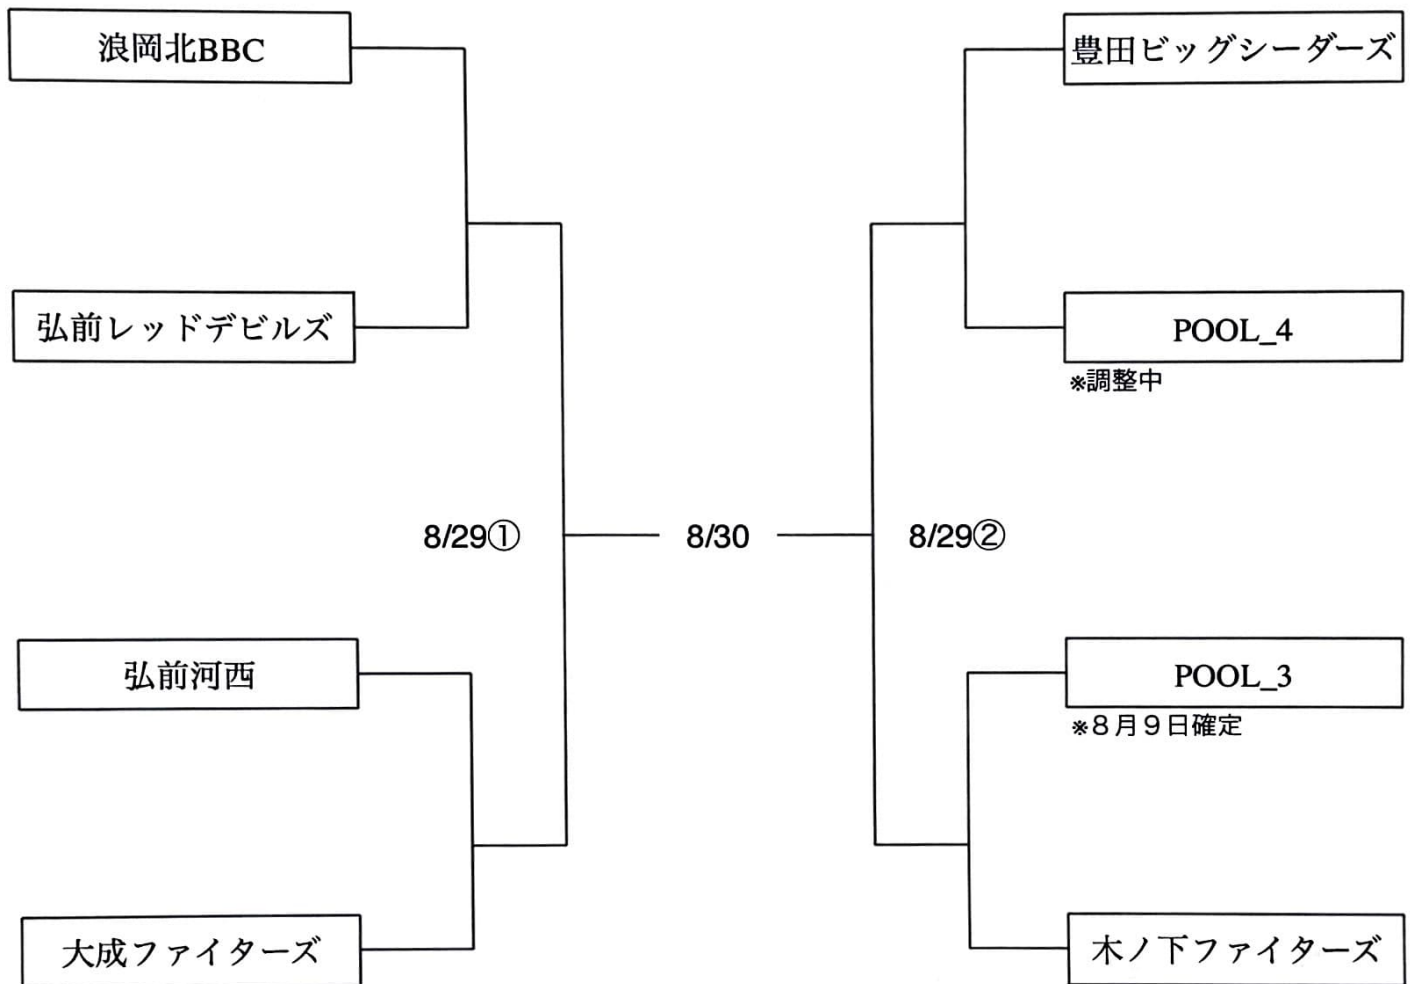 浪岡北BBC
豊田ビッグシーダーズ
弘前レッドデビルズ
POOL_4
※調整中
8/29①
8/30
8/29②
弘前河西
POOL_3
※８月９日確定
大成ファイターズ
木ノ下ファイターズ